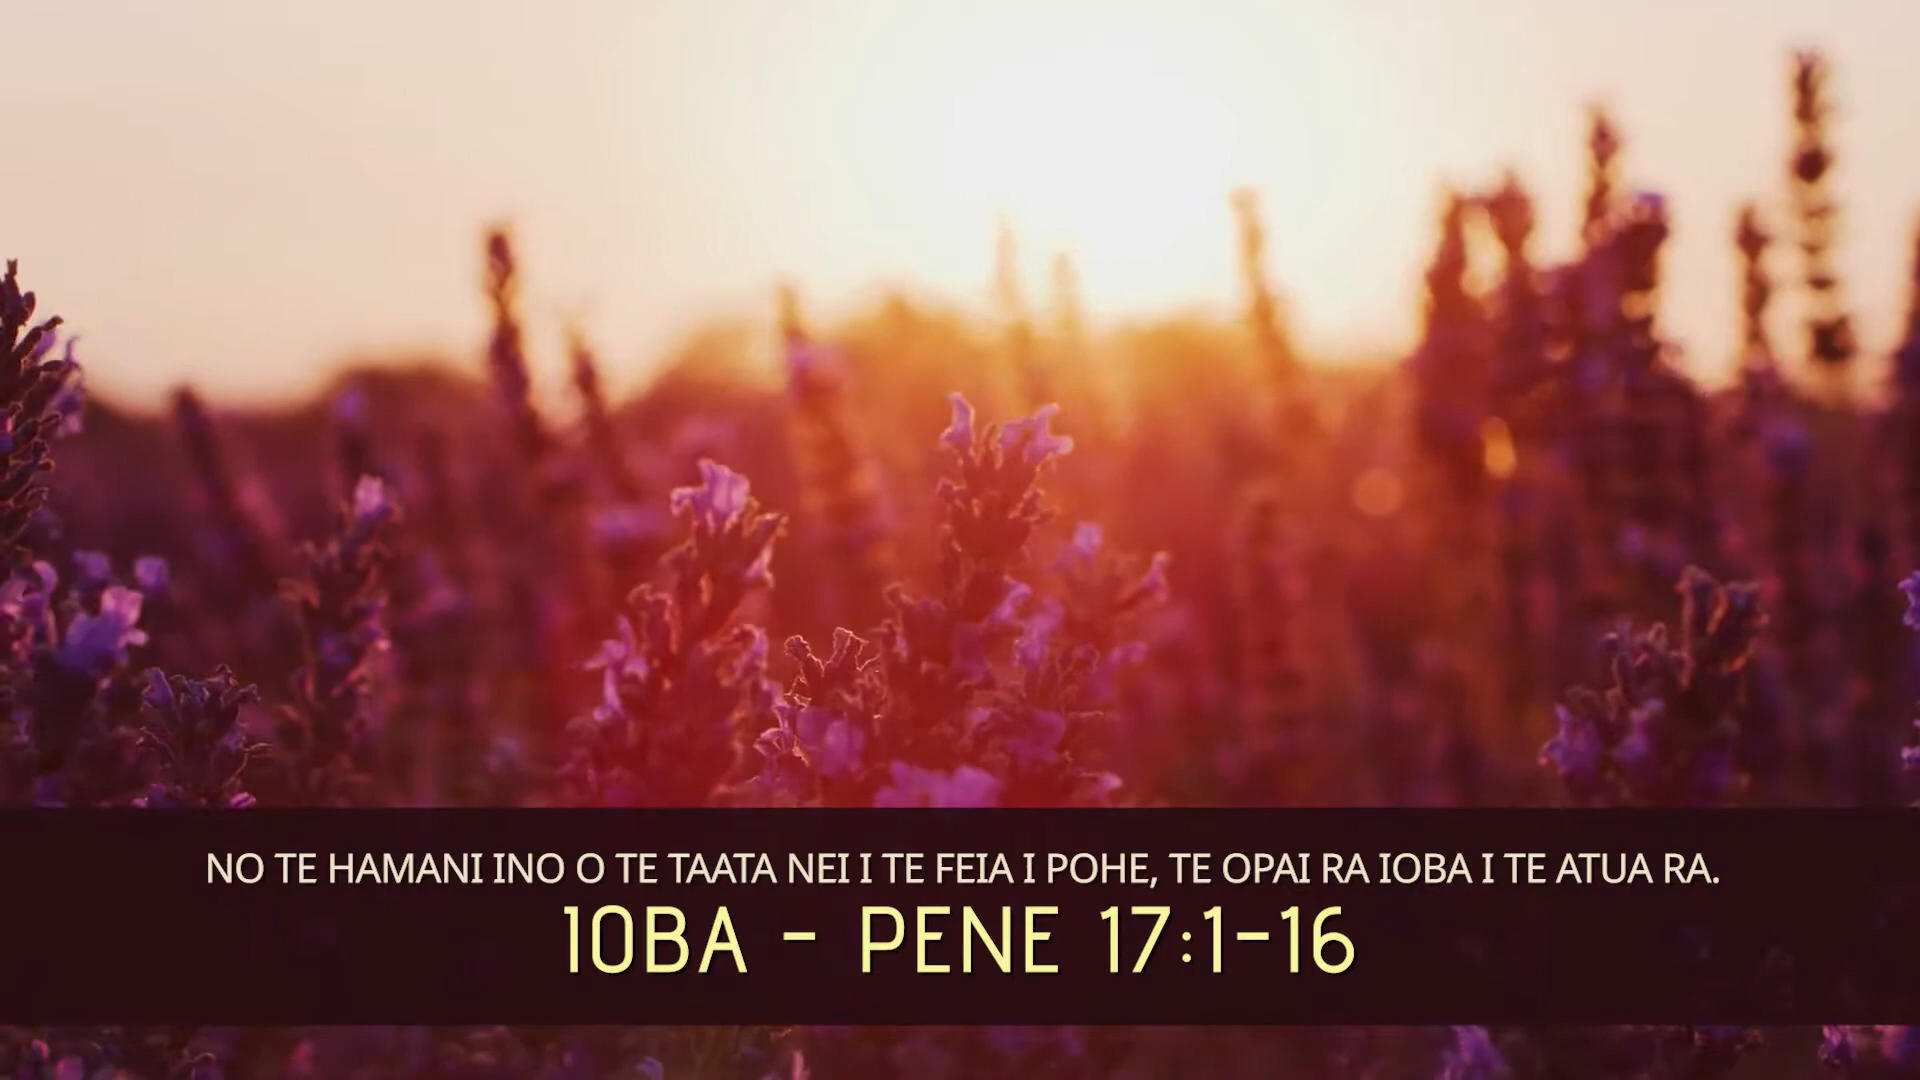 NO TE HAMANI INO O TE TAATA NEI I TE FEIA I POHE, TE OPAI RA IOBA I TE ATUA RA.
IOBA - PENE 17:1-16